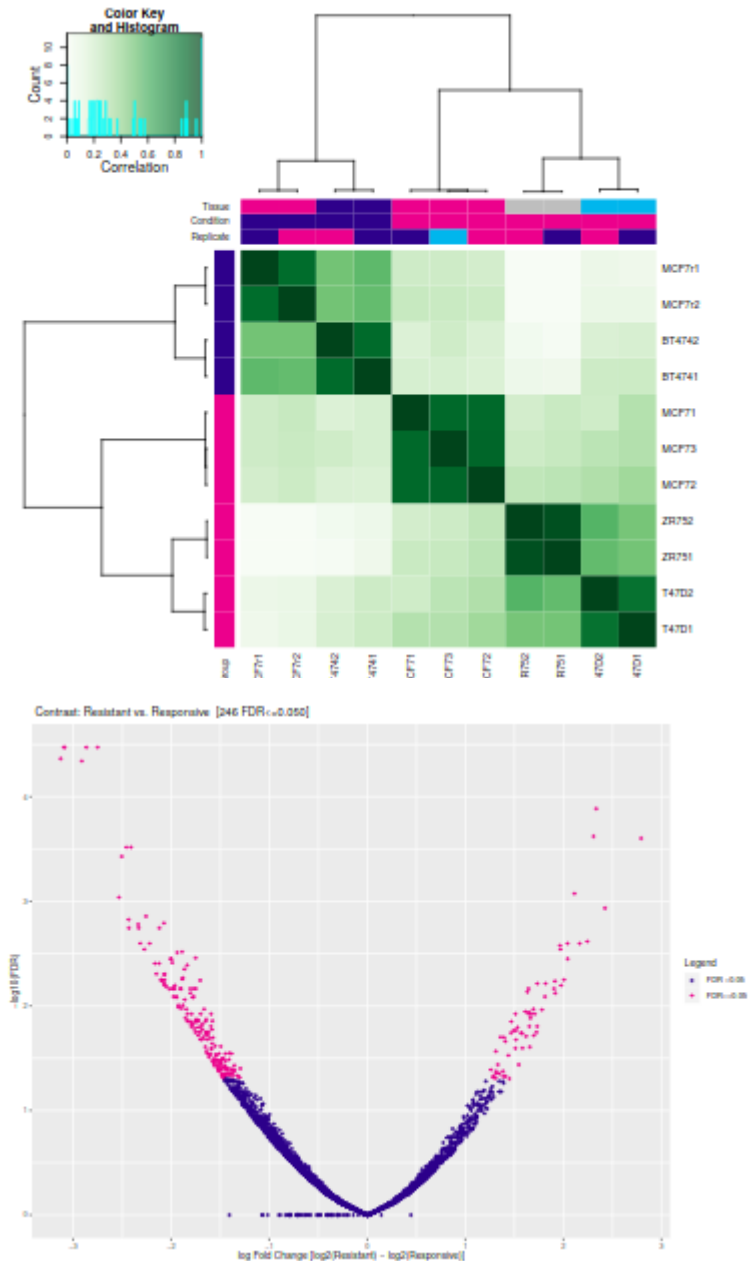 Color Key
and Histogram
Count
0 2 4 6 8 10
0 0.2 0.4 0.6 0.8 1
Correlation
Tissue
Condition
Replicate
MCF7r1
MCF7r2
BT4742
BT4741
MCF71
MCF73
MCF72
ZR752
ZR751
T47D2
T47D1
Contrast: Resistant vs. Responsive [246 FDR<=0.050]
-log10(FDR)
3
2
1
0
-3 -2 -1 0 1 2 3
log Fold Change [log2(Resistant) - log2(Responsive)]
Legend